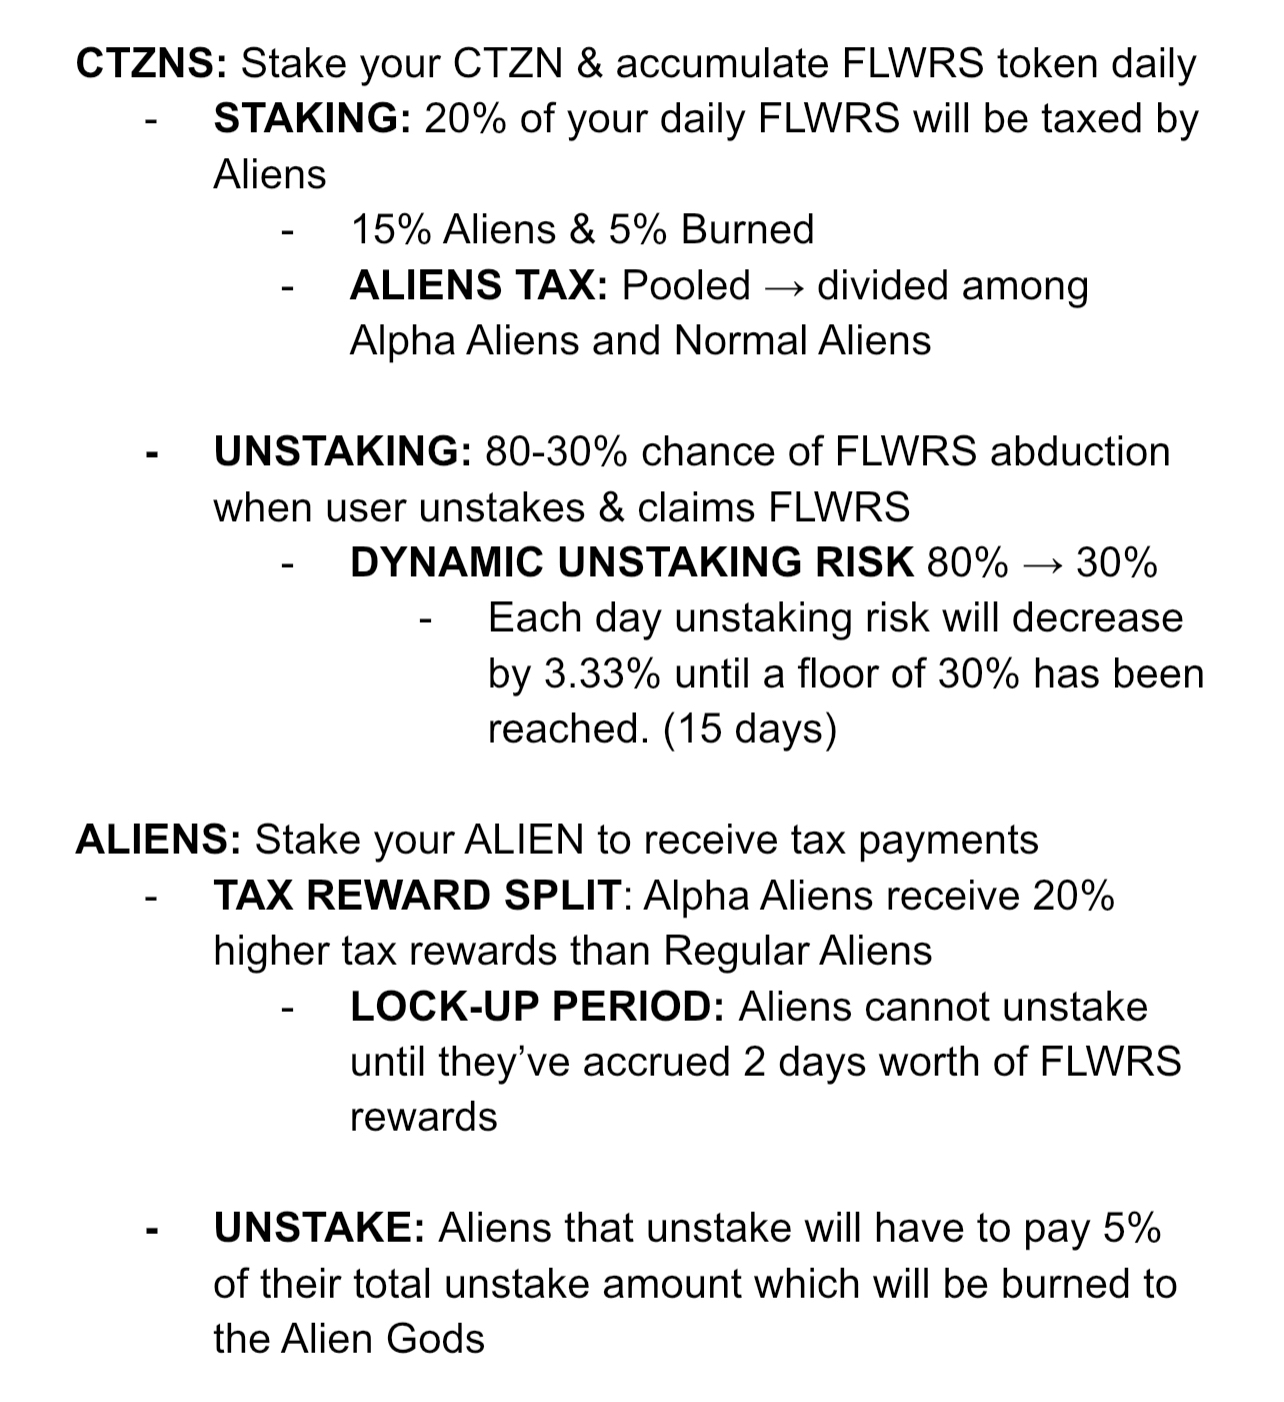 CTZNS: Stake your CTZN & accumulate FLWRS token daily
- STAKING: 20% of your daily FLWRS will be taxed by
Aliens
- 15% Aliens & 5% Burned
- ALIENS TAX: Pooled → divided among
Alpha Aliens and Normal Aliens
- UNSTAKING: 80-30% chance of FLWRS abduction
when user unstakes & claims FLWRS
- DYNAMIC UNSTAKING RISK 80% → 30%
- Each day unstaking risk will decrease
by 3.33% until a floor of 30% has been
reached. (15 days)
ALIENS: Stake your ALIEN to receive tax payments
- TAX REWARD SPLIT: Alpha Aliens receive 20%
higher tax rewards than Regular Aliens
- LOCK-UP PERIOD: Aliens cannot unstake
until they’ve accrued 2 days worth of FLWRS
rewards
- UNSTAKE: Aliens that unstake will have to pay 5%
of their total unstake amount which will be burned to
the Alien Gods